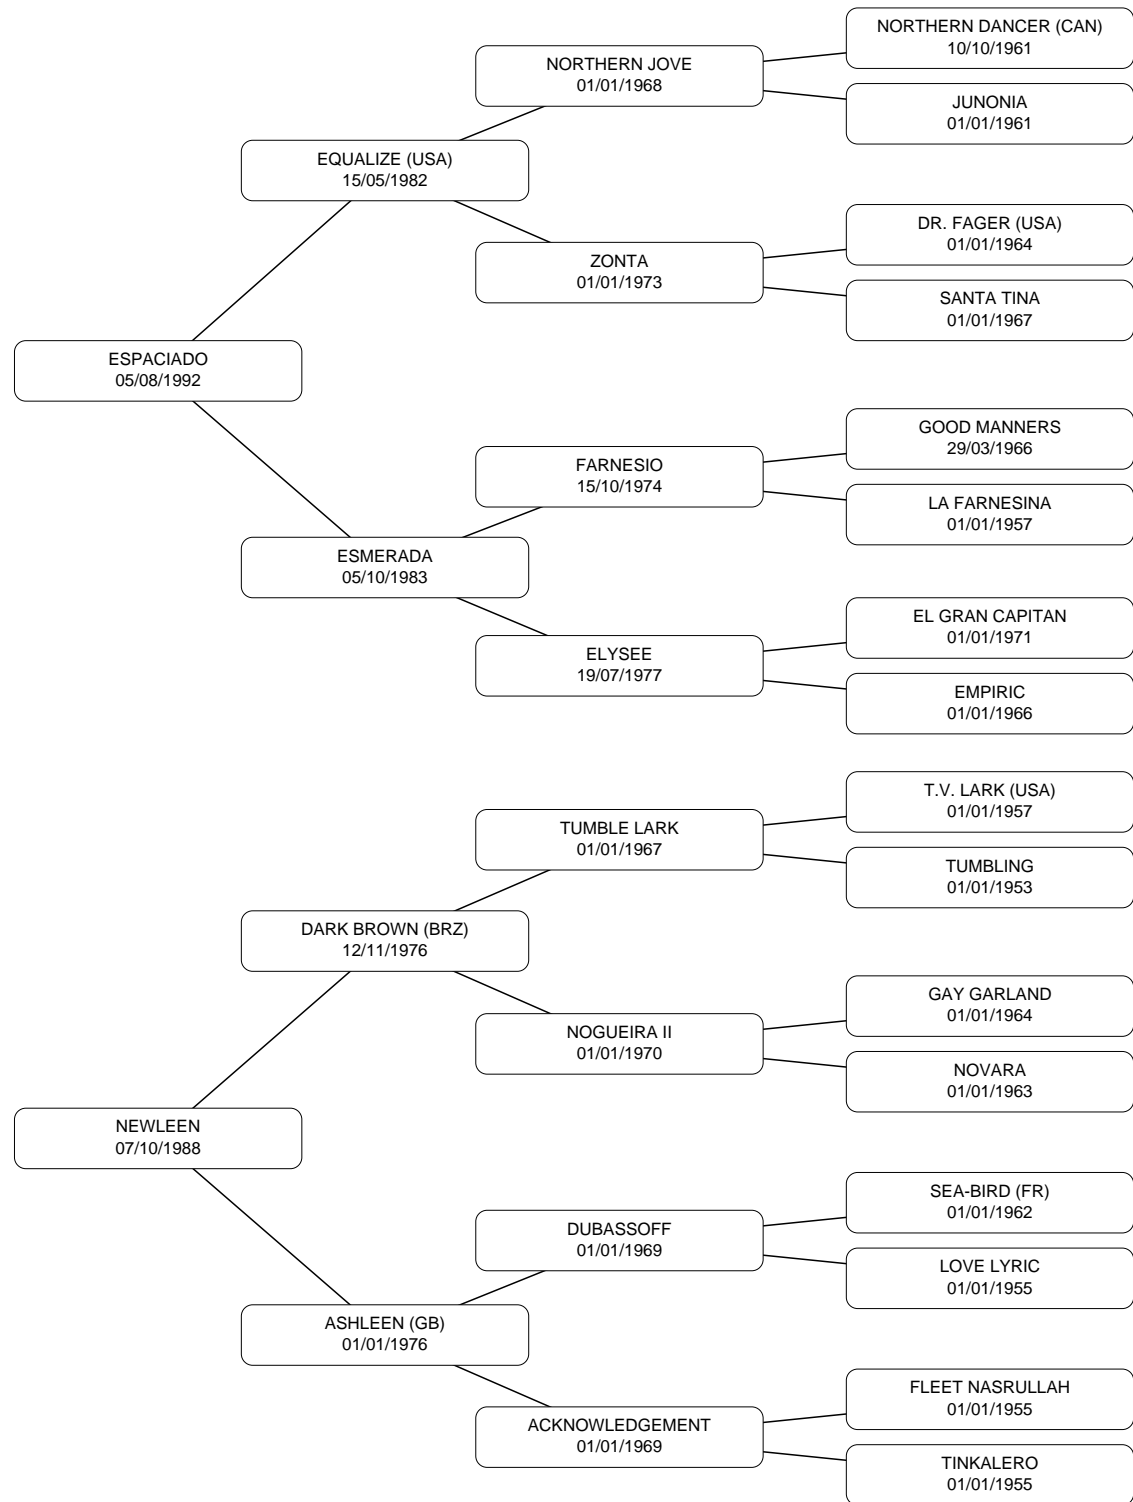 NORTHERN DANCER (CAN)
10/10/1961
NORTHERN JOVE
01/01/1968
JUNONIA
01/01/1961
EQUALIZE (USA)
15/05/1982
DR. FAGER (USA)
01/01/1964
ZONTA
01/01/1973
SANTA TINA
01/01/1967
ESPACIADO
05/08/1992
GOOD MANNERS
29/03/1966
FARNESIO
15/10/1974
LA FARNESINA
01/01/1957
ESMERADA
05/10/1983
EL GRAN CAPITAN
01/01/1971
ELYSEE
19/07/1977
EMPIRIC
01/01/1966
T.V. LARK (USA)
01/01/1957
TUMBLE LARK
01/01/1967
TUMBLING
01/01/1953
DARK BROWN (BRZ)
12/11/1976
GAY GARLAND
01/01/1964
NOGUEIRA II
01/01/1970
NOVARA
01/01/1963
NEWLEEN
07/10/1988
SEA-BIRD (FR)
01/01/1962
DUBASSOFF
01/01/1969
LOVE LYRIC
01/01/1955
ASHLEEN (GB)
01/01/1976
FLEET NASRULLAH
01/01/1955
ACKNOWLEDGEMENT
01/01/1969
TINKALERO
01/01/1955